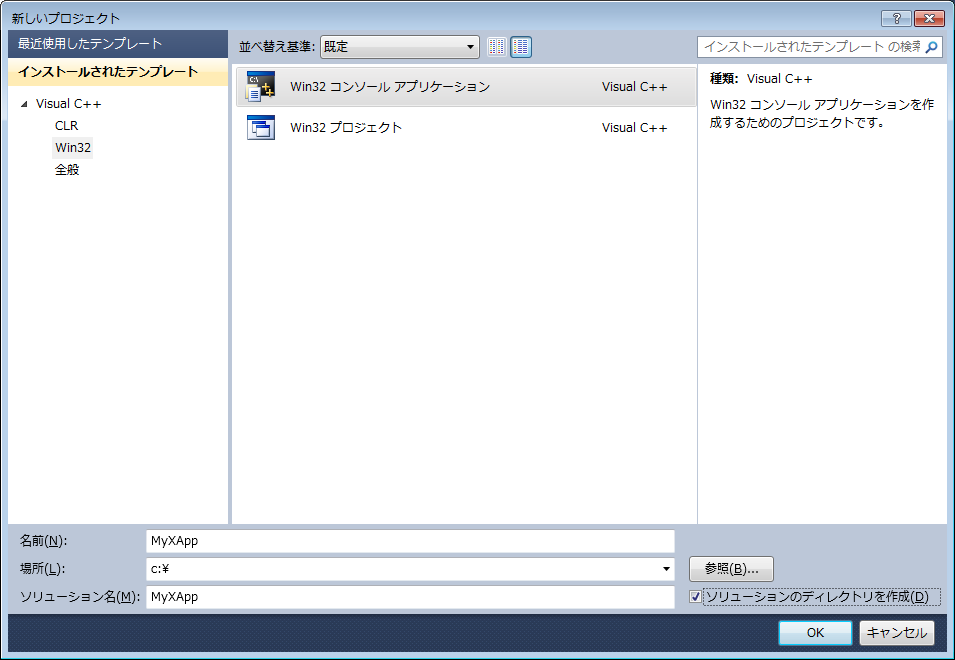 新しいプロジェクト
最近使用したテンプレート
インストールされたテンプレート
Visual C++
CLR
Win32
全般
並べ替え基準: 既定
Win32 コンソール アプリケーション Visual C++
Win32 プロジェクト Visual C++
インストールされたテンプレート の検索
種類: Visual C++
Win32 コンソール アプリケーションを作
成するためのプロジェクトです。
名前(N): MyXApp
場所(L): c:¥
参照(B)...
ソリューション名(M): MyXApp
ソリューションのディレクトリを作成(D)
OK キャンセル